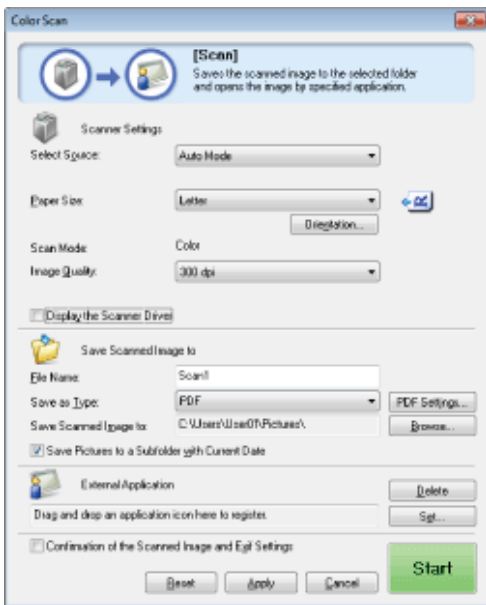 Color Scan
[Scan]
Saves the scanned image to the selected folder
and opens the image by specified application.
Scanner Settings
Select Source: Auto Mode
Paper Size: Letter
Orientation...
Scan Mode: Color
Image Quality: 300 dpi
Display the Scanner Driver
Save Scanned Image to
File Name: Scan1
Save as Type: PDF PDF Settings...
Save Scanned Image to: C:\Users\User01\Pictures\ Browse...
Save Pictures to a Subfolder with Current Date
External Application Delete
Drag and drop an application icon here to register. Set...
Confirmation of the Scanned Image and Exif Settings
Start
Reset Apply Cancel